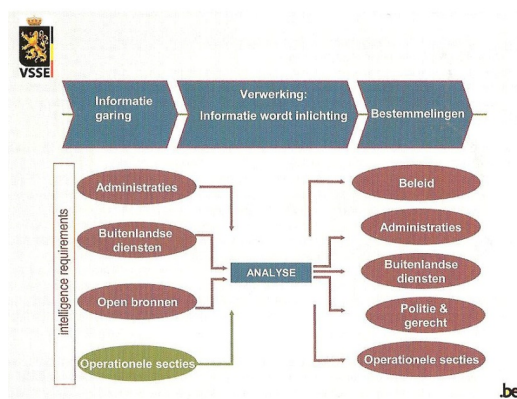 VSSE
Informatie
garing
Verwerking:
Informatie wordt inlichting
Bestemmelingen
intelligence requirements
Administraties
Buitenlandse
diensten
Open bronnen
Operationele secties
ANALYSE
Beleid
Administraties
Buitenlandse
diensten
Politie &
gerecht
Operationele secties
.be